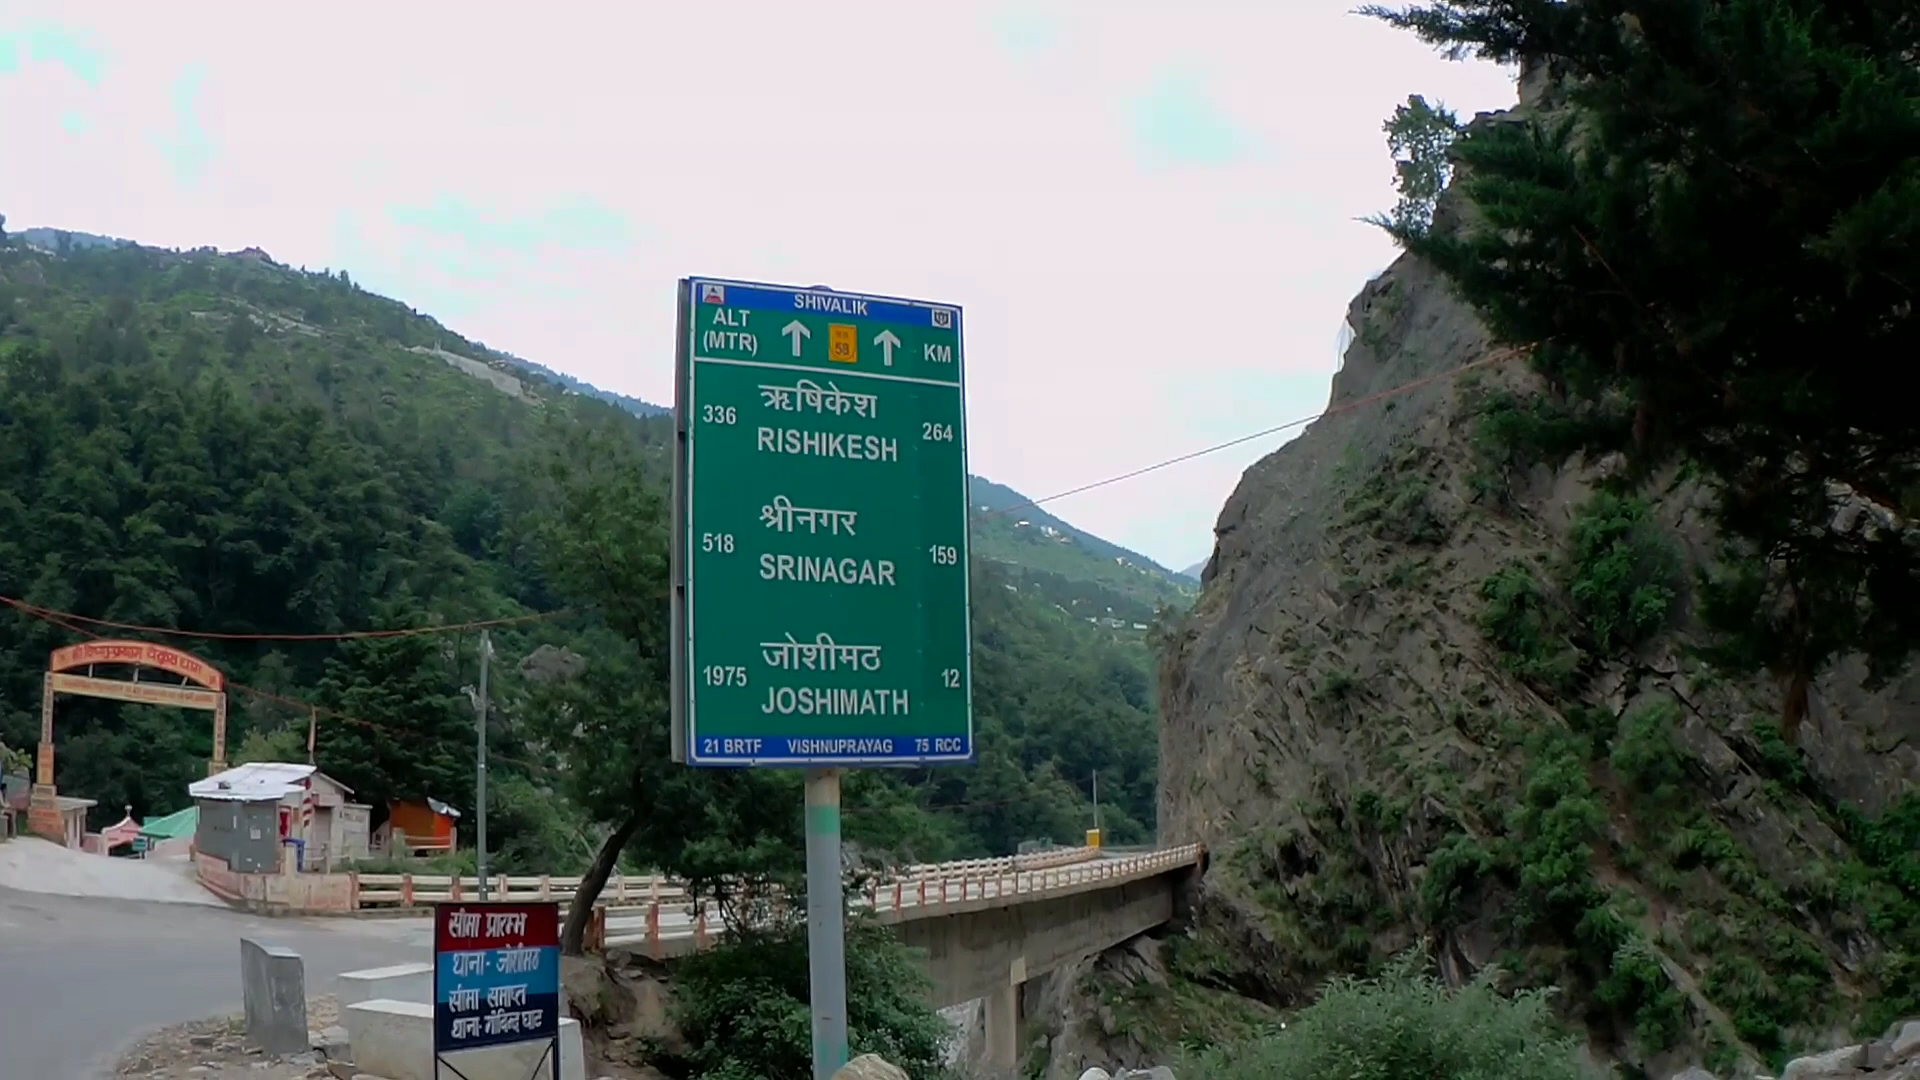 SHIVALIK
ALT (MTR) KM
58
ऋषिकेश
336 RISHIKESH 264
श्रीनगर
518 SRINAGAR 159
जोशीमठ
1975 JOSHIMATH 12
21 BRTF VISHNUPRAYAG 75 RCC
सीमा प्रारम्भ
थाना- जोशीमठ
सीमा समाप्त
थाना- गोविन्द घाट